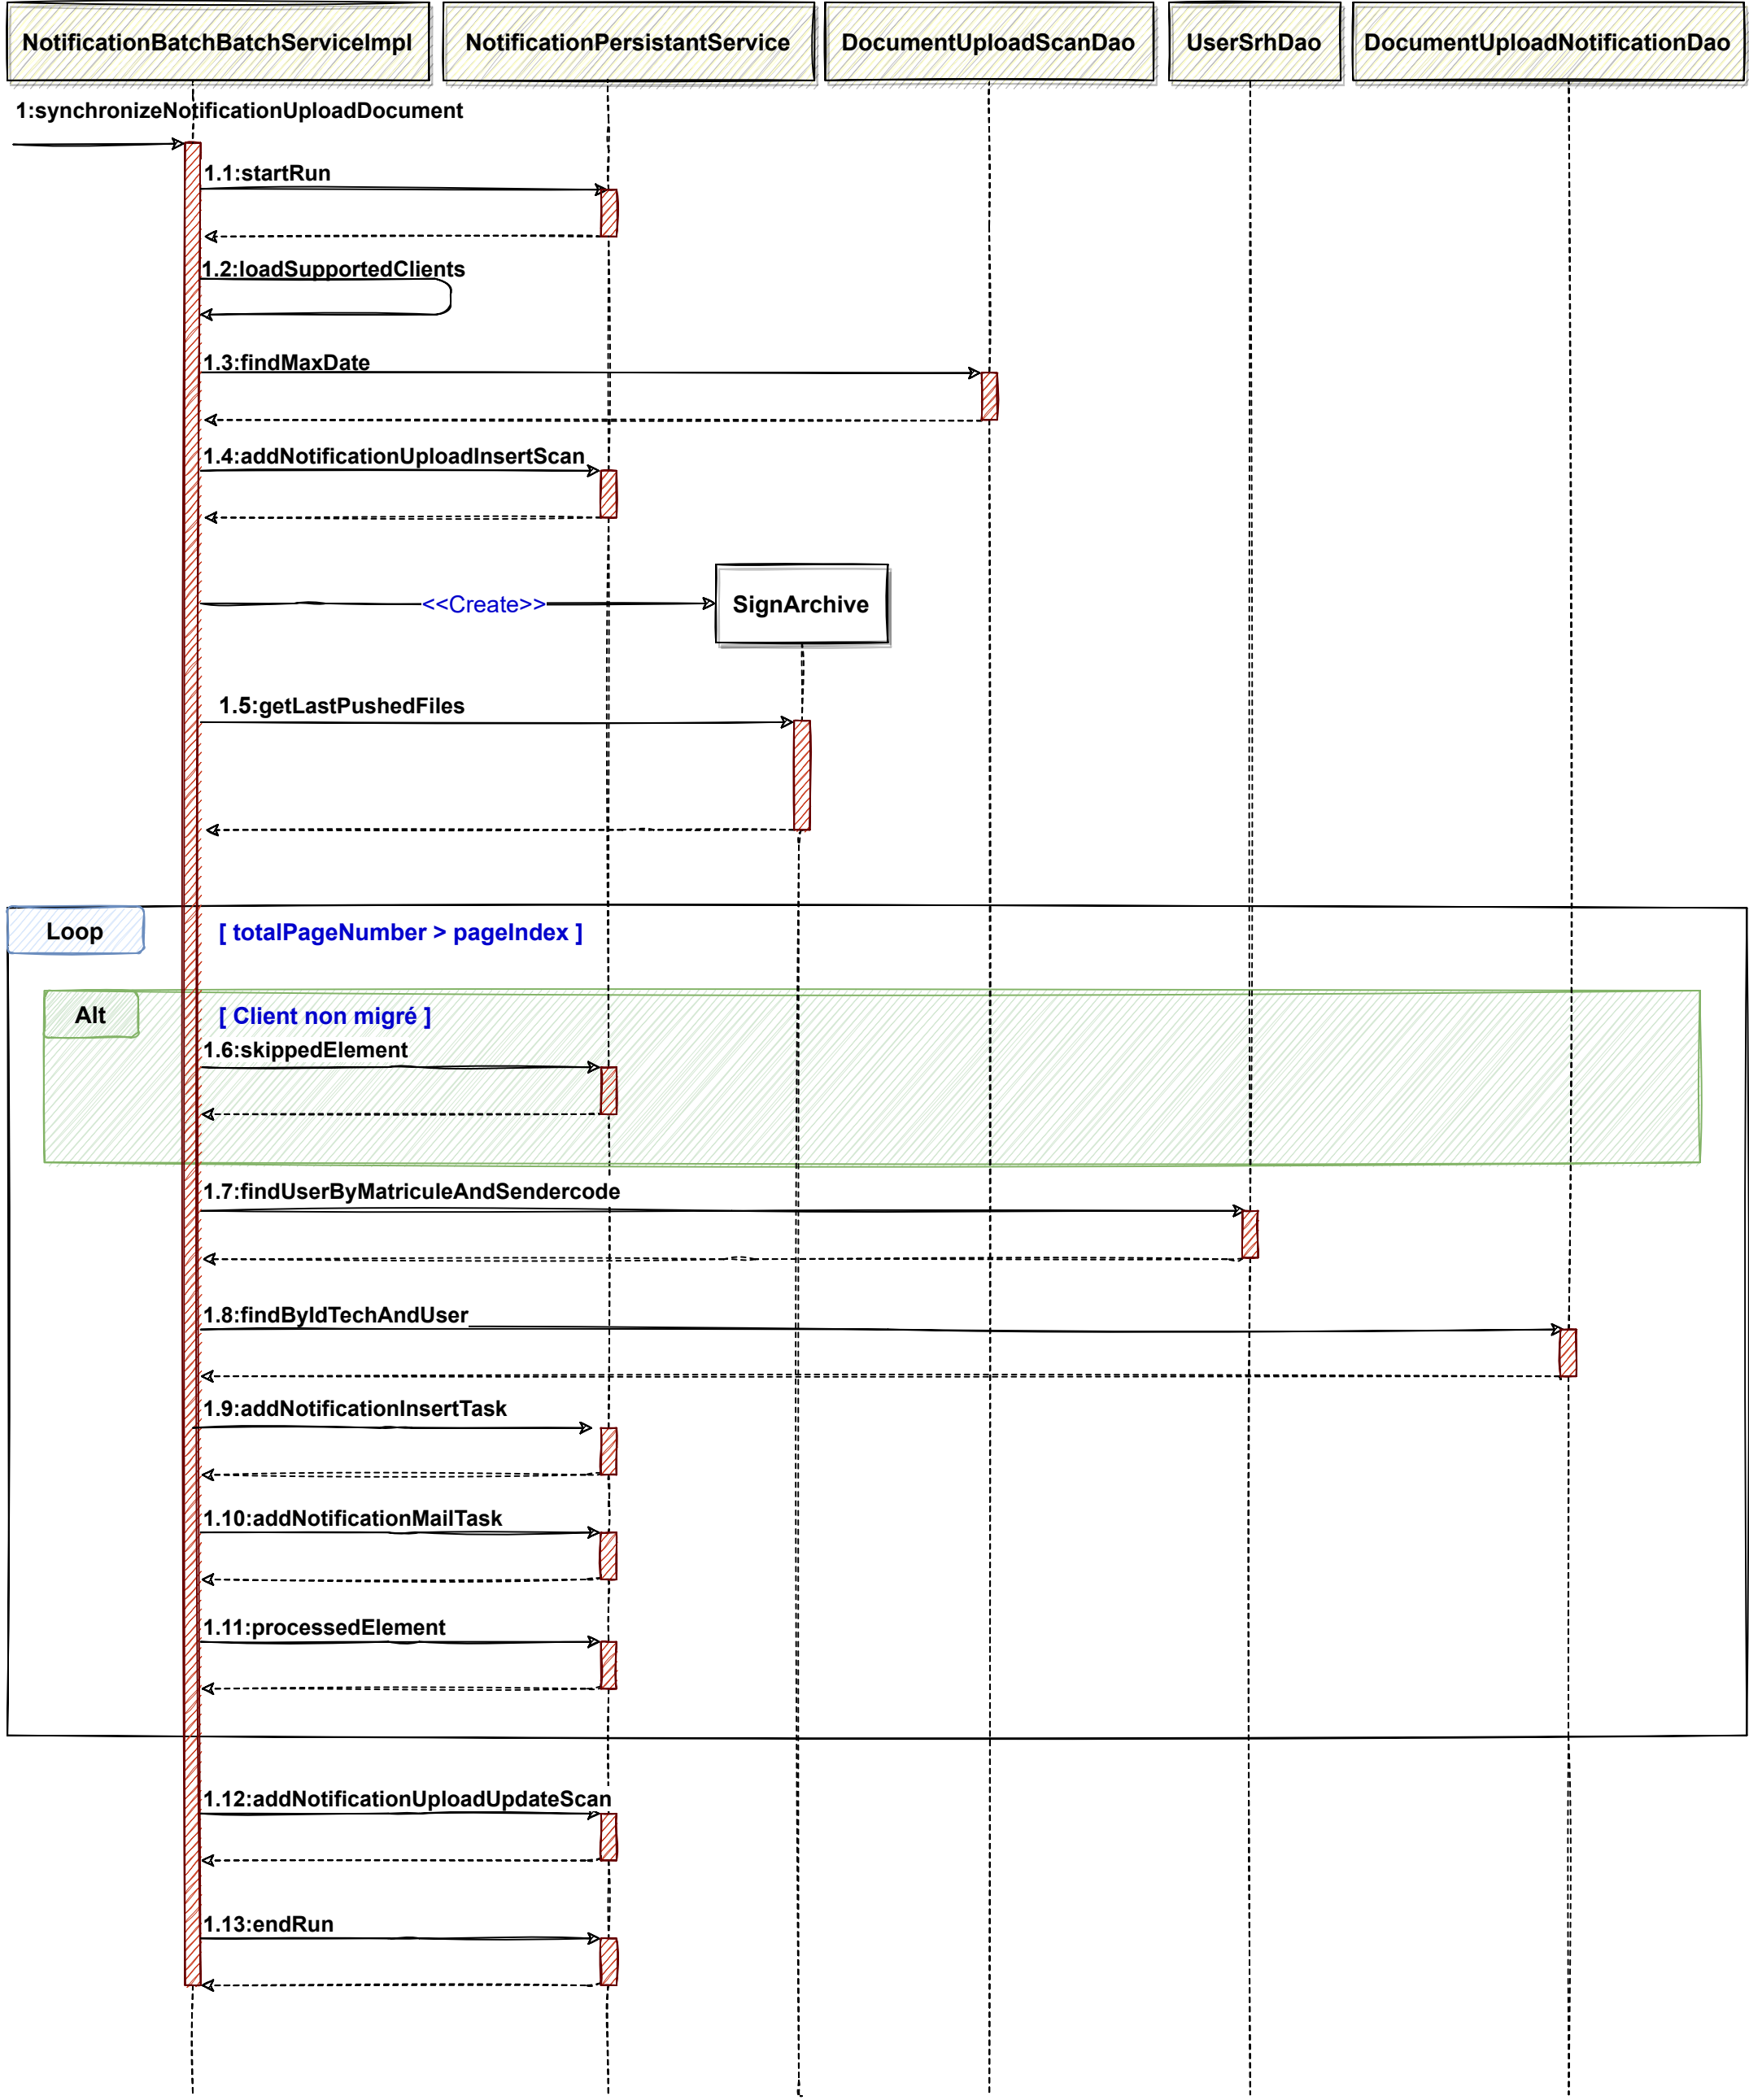 NotificationBatchBatchServiceImpl
NotificationPersistantService
DocumentUploadScanDao
UserSrhDao
DocumentUploadNotificationDao
1:synchronizeNotificationUploadDocument
1.1:startRun
1.2:loadSupportedClients
1.3:findMaxDate
1.4:addNotificationUploadInsertScan
<<Create>>
SignArchive
1.5:getLastPushedFiles
Loop
[ totalPageNumber > pageIndex ]
Alt
[ Client non migré ]
1.6:skippedElement
1.7:findUserByMatriculeAndSendercode
1.8:findByIdTechAndUser
1.9:addNotificationInsertTask
1.10:addNotificationMailTask
1.11:processedElement
1.12:addNotificationUploadUpdateScan
1.13:endRun